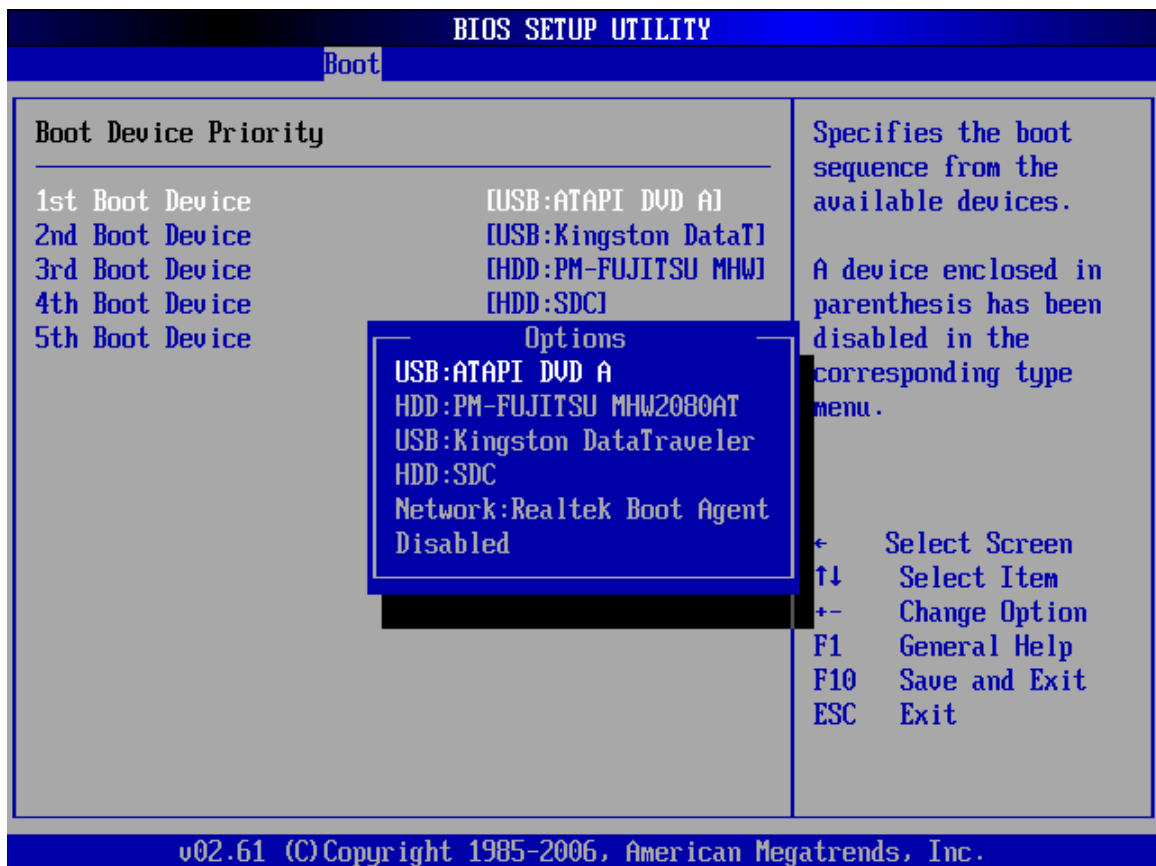 BIOS SETUP UTILITY
Boot
Boot Device Priority
1st Boot Device [USB:ATAPI DVD A]
2nd Boot Device [USB:Kingston DataT]
3rd Boot Device [HDD:PM-FUJITSU MHW]
4th Boot Device [HDD:SDC]
5th Boot Device
Options
USB:ATAPI DVD A
HDD:PM-FUJITSU MHW2080AT
USB:Kingston DataTraveler
HDD:SDC
Network:Realtek Boot Agent
Disabled
Specifies the boot
sequence from the
available devices.
A device enclosed in
parenthesis has been
disabled in the
corresponding type
menu.
← Select Screen
↑↓ Select Item
+- Change Option
F1 General Help
F10 Save and Exit
ESC Exit
v02.61 (C)Copyright 1985-2006, American Megatrends, Inc.